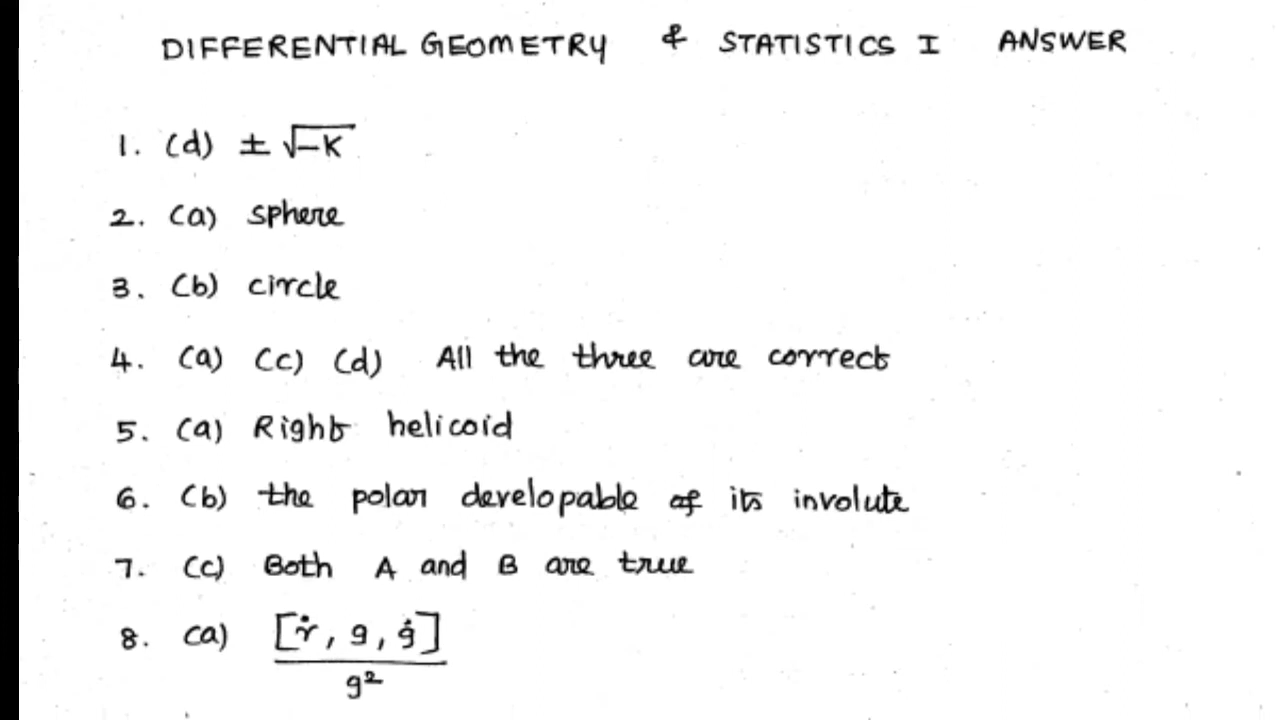 DIFFERENTIAL GEOMETRY & STATISTICS I ANSWER
1. (d) ± √-K
2. (a) sphere
3. (b) circle
4. (a) (c) (d) All the three are correct
5. (a) Right helicoid
6. (b) the polar developable of its involute
7. (c) Both A and B are true
8. (a) [ṙ, g, ġ]
g²